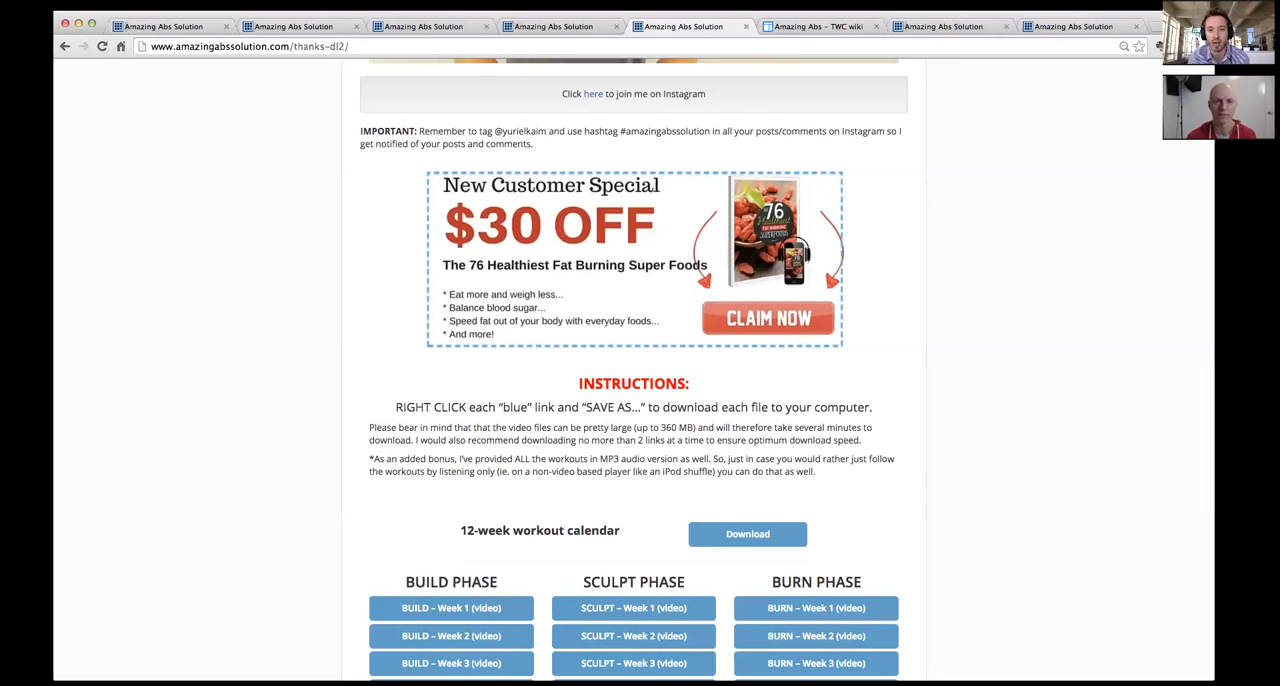 Amazing Abs Solution
Amazing Abs Solution
Amazing Abs Solution
Amazing Abs Solution
Amazing Abs Solution
Amazing Abs – TWC wiki
Amazing Abs Solution
Amazing Abs Solution
www.amazingabssolution.com/thanks-dl2/
Click here to join me on Instagram
IMPORTANT: Remember to tag @yurielkaim and use hashtag #amazingabssolution in all your posts/comments on Instagram so I
get notified of your posts and comments.
New Customer Special
$30 OFF
The 76 Healthiest Fat Burning Super Foods
* Eat more and weigh less...
* Balance blood sugar...
* Speed fat out of your body with everyday foods...
* And more!
76
CLAIM NOW
INSTRUCTIONS:
RIGHT CLICK each “blue” link and “SAVE AS...” to download each file to your computer.
Please bear in mind that that the video files can be pretty large (up to 360 MB) and will therefore take several minutes to
download. I would also recommend downloading no more than 2 links at a time to ensure optimum download speed.
*As an added bonus, I’ve provided ALL the workouts in MP3 audio version as well. So, just in case you would rather just follow
the workouts by listening only (ie. on a non-video based player like an iPod shuffle) you can do that as well.
12-week workout calendar
Download
BUILD PHASE
SCULPT PHASE
BURN PHASE
BUILD – Week 1 (video)
SCULPT – Week 1 (video)
BURN – Week 1 (video)
BUILD – Week 2 (video)
SCULPT – Week 2 (video)
BURN – Week 2 (video)
BUILD – Week 3 (video)
SCULPT – Week 3 (video)
BURN – Week 3 (video)